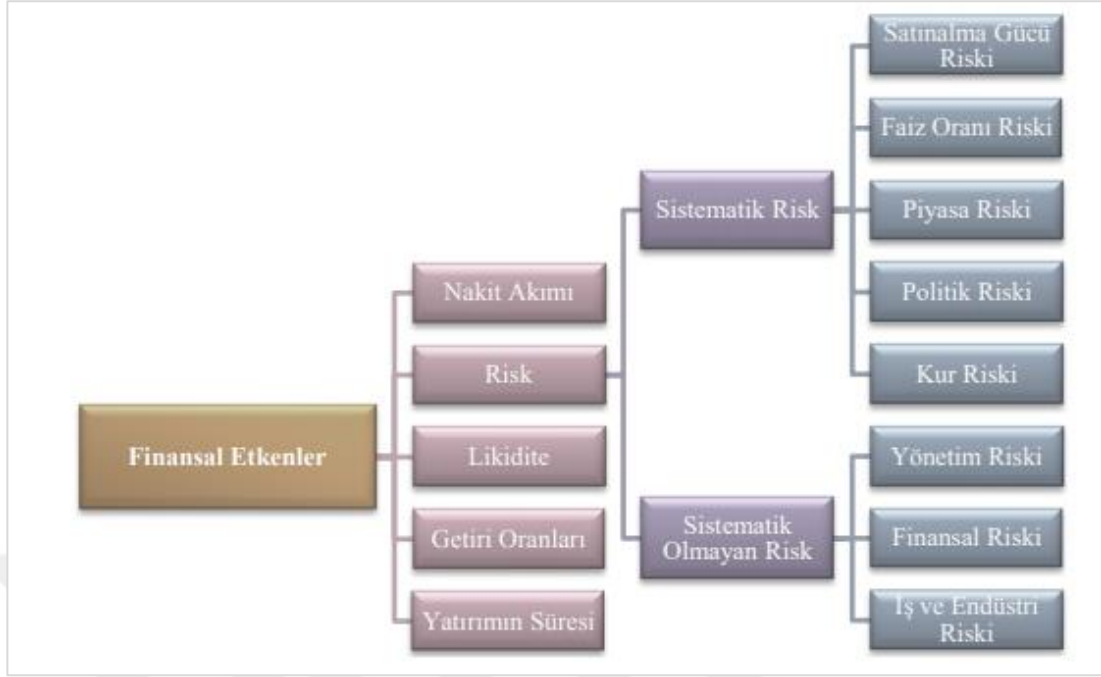 Finansal Etkenler
Nakit Akımı
Risk
Likidite
Getiri Oranları
Yatırımın Süresi
Sistematik Risk
Sistematik
Olmayan Risk
Satınalma Gücü
Riski
Faiz Oranı Riski
Piyasa Riski
Politik Riski
Kur Riski
Yönetim Riski
Finansal Riski
İş ve Endüstri
Riski